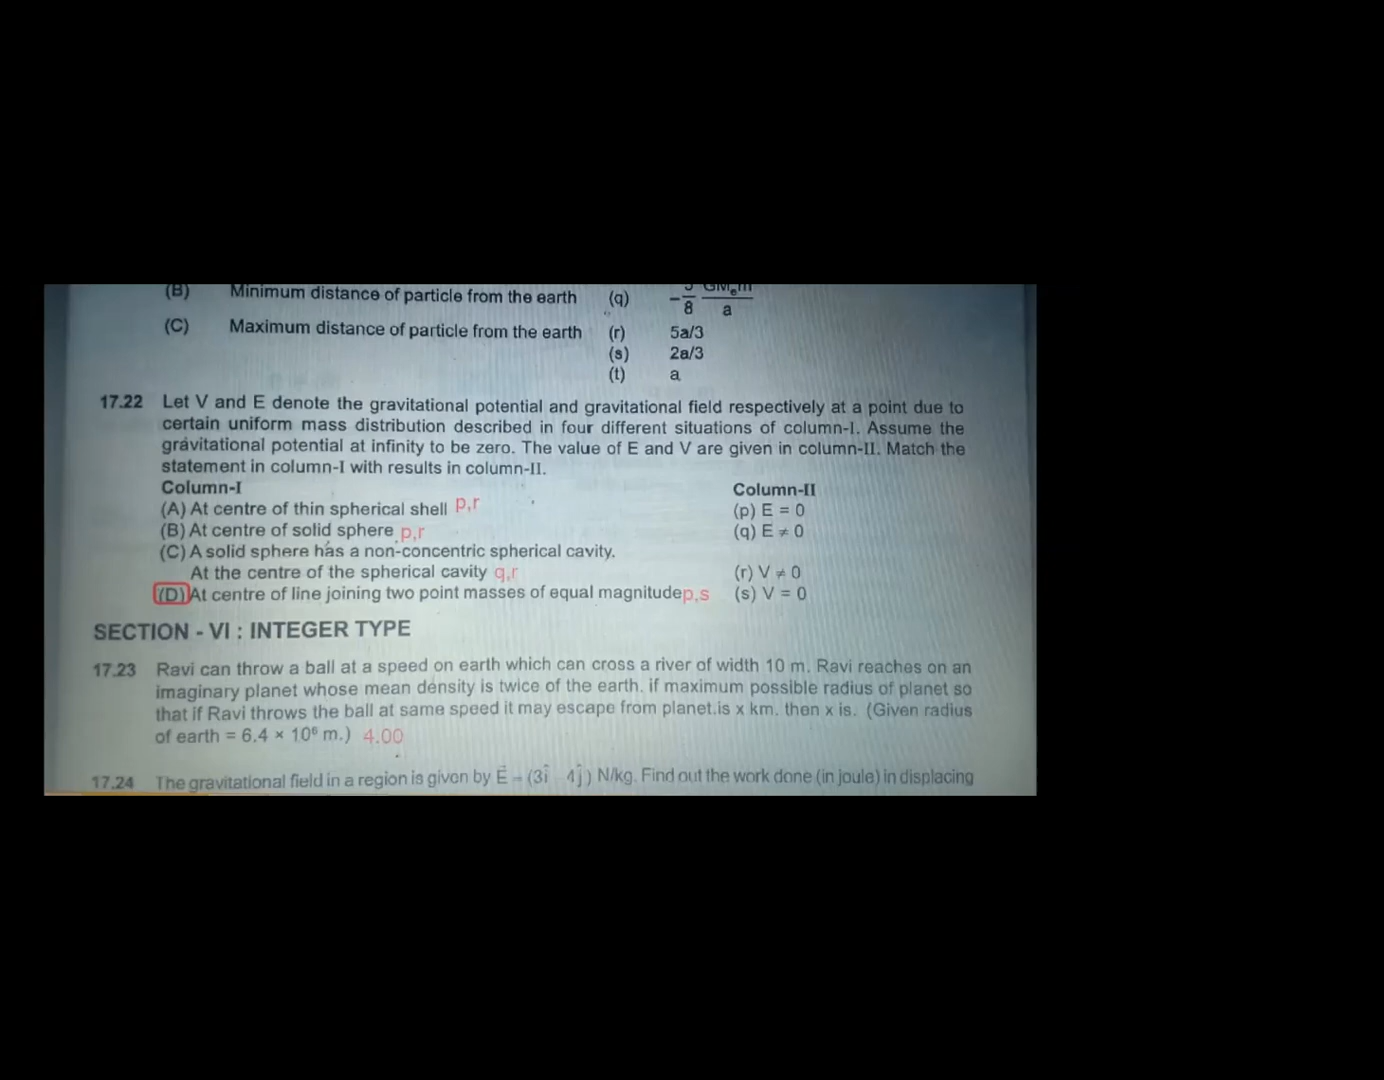 (B) Minimum distance of particle from the earth (q) -3/8 GMem/a
(C) Maximum distance of particle from the earth (r) 5a/3
(s) 2a/3
(t) a
17.22 Let V and E denote the gravitational potential and gravitational field respectively at a point due to
certain uniform mass distribution described in four different situations of column-I. Assume the
gravitational potential at infinity to be zero. The value of E and V are given in column-II. Match the
statement in column-I with results in column-II.
Column-I Column-II
(A) At centre of thin spherical shell p,r (p) E = 0
(B) At centre of solid sphere p,r (q) E ≠ 0
(C) A solid sphere has a non-concentric spherical cavity.
At the centre of the spherical cavity q,r (r) V ≠ 0
(D) At centre of line joining two point masses of equal magnitude p,s (s) V = 0
SECTION - VI : INTEGER TYPE
17.23 Ravi can throw a ball at a speed on earth which can cross a river of width 10 m. Ravi reaches on an
imaginary planet whose mean density is twice of the earth. if maximum possible radius of planet so
that if Ravi throws the ball at same speed it may escape from planet.is x km. then x is. (Given radius
of earth = 6.4 × 10⁶ m.) 4.00
17.24 The gravitational field in a region is given by E⃗ = (3î 4ĵ) N/kg. Find out the work done (in joule) in displacing